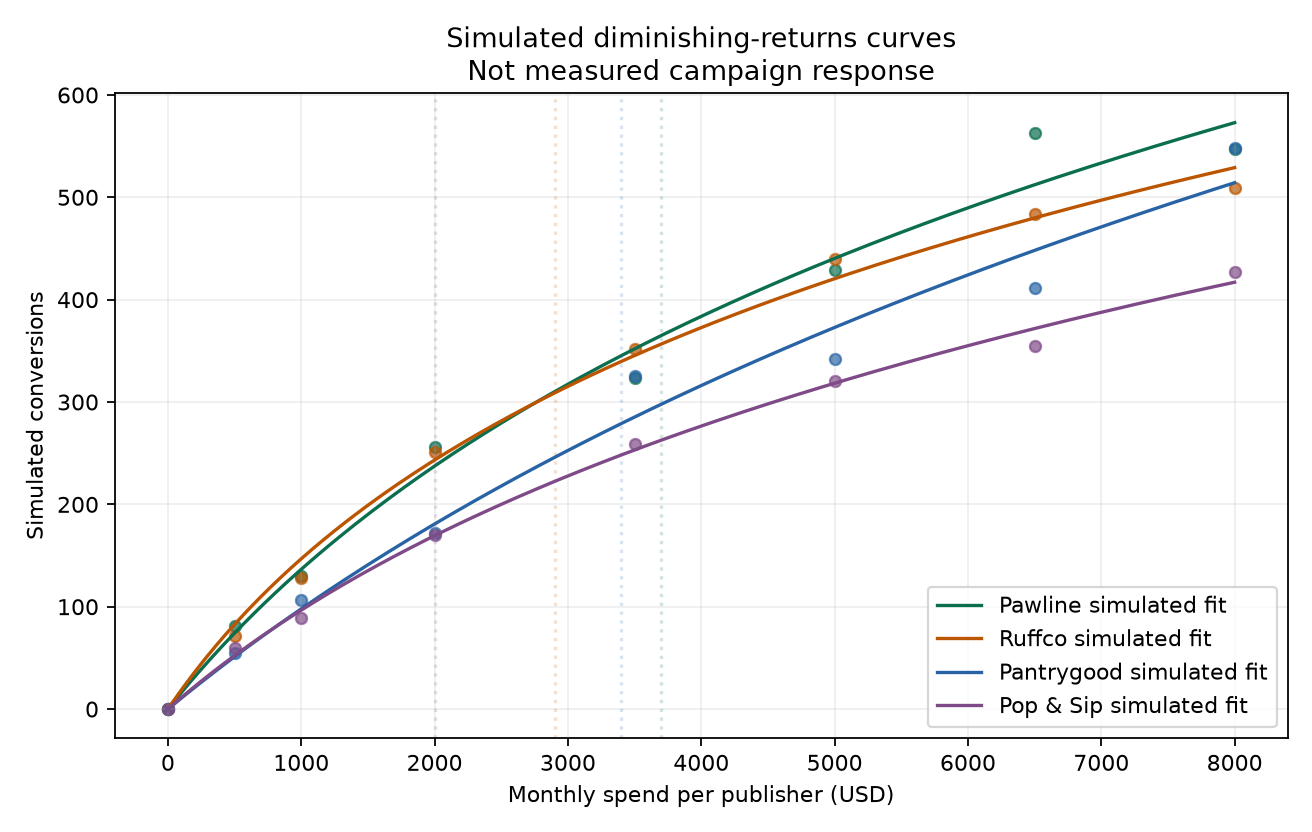 Simulated diminishing-returns curves
Not measured campaign response
Simulated conversions
600
500
400
300
200
100
0
Pawline simulated fit
Ruffco simulated fit
Pantrygood simulated fit
Pop & Sip simulated fit
0 1000 2000 3000 4000 5000 6000 7000 8000
Monthly spend per publisher (USD)